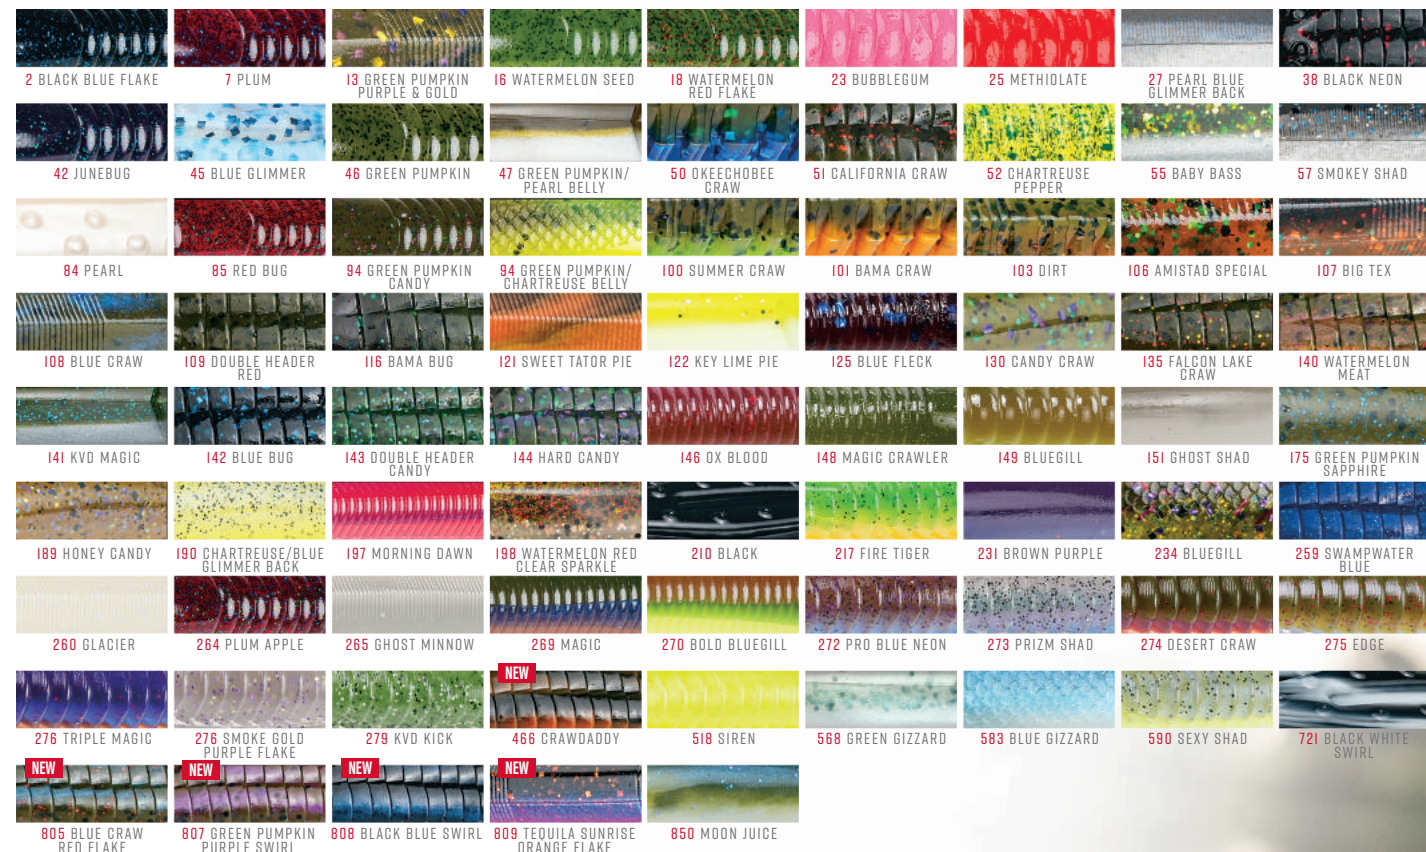 2 BLACK BLUE FLAKE
7 PLUM
13 GREEN PUMPKIN
PURPLE & GOLD
16 WATERMELON SEED
18 WATERMELON
RED FLAKE
23 BUBBLEGUM
25 METHIOLATE
27 PEARL BLUE
GLIMMER BACK
38 BLACK NEON
42 JUNEBUG
45 BLUE GLIMMER
46 GREEN PUMPKIN
47 GREEN PUMPKIN/
PEARL BELLY
50 OKEECHOBEE
CRAW
51 CALIFORNIA CRAW
52 CHARTREUSE
PEPPER
55 BABY BASS
57 SMOKEY SHAD
84 PEARL
85 RED BUG
94 GREEN PUMPKIN
CANDY
94 GREEN PUMPKIN/
CHARTREUSE BELLY
100 SUMMER CRAW
101 BAMA CRAW
103 DIRT
106 AMISTAD SPECIAL
107 BIG TEX
108 BLUE CRAW
109 DOUBLE HEADER
RED
116 BAMA BUG
121 SWEET TATOR PIE
122 KEY LIME PIE
125 BLUE FLECK
130 CANDY CRAW
135 FALCON LAKE
CRAW
140 WATERMELON
MEAT
141 KVD MAGIC
142 BLUE BUG
143 DOUBLE HEADER
CANDY
144 HARD CANDY
146 OX BLOOD
148 MAGIC CRAWLER
149 BLUEGILL
151 GHOST SHAD
175 GREEN PUMPKIN
SAPPHIRE
189 HONEY CANDY
190 CHARTREUSE/BLUE
GLIMMER BACK
197 MORNING DAWN
198 WATERMELON RED
CLEAR SPARKLE
210 BLACK
217 FIRE TIGER
231 BROWN PURPLE
234 BLUEGILL
259 SWAMPWATER
BLUE
260 GLACIER
264 PLUM APPLE
265 GHOST MINNOW
269 MAGIC
270 BOLD BLUEGILL
272 PRO BLUE NEON
273 PRIZM SHAD
274 DESERT CRAW
275 EDGE
276 TRIPLE MAGIC
276 SMOKE GOLD
PURPLE FLAKE
279 KVD KICK
NEW
466 CRAWDADDY
518 SIREN
568 GREEN GIZZARD
583 BLUE GIZZARD
590 SEXY SHAD
721 BLACK WHITE
SWIRL
NEW
805 BLUE CRAW
RED FLAKE
NEW
807 GREEN PUMPKIN
PURPLE SWIRL
NEW
808 BLACK BLUE SWIRL
NEW
809 TEQUILA SUNRISE
ORANGE FLAKE
850 MOON JUICE